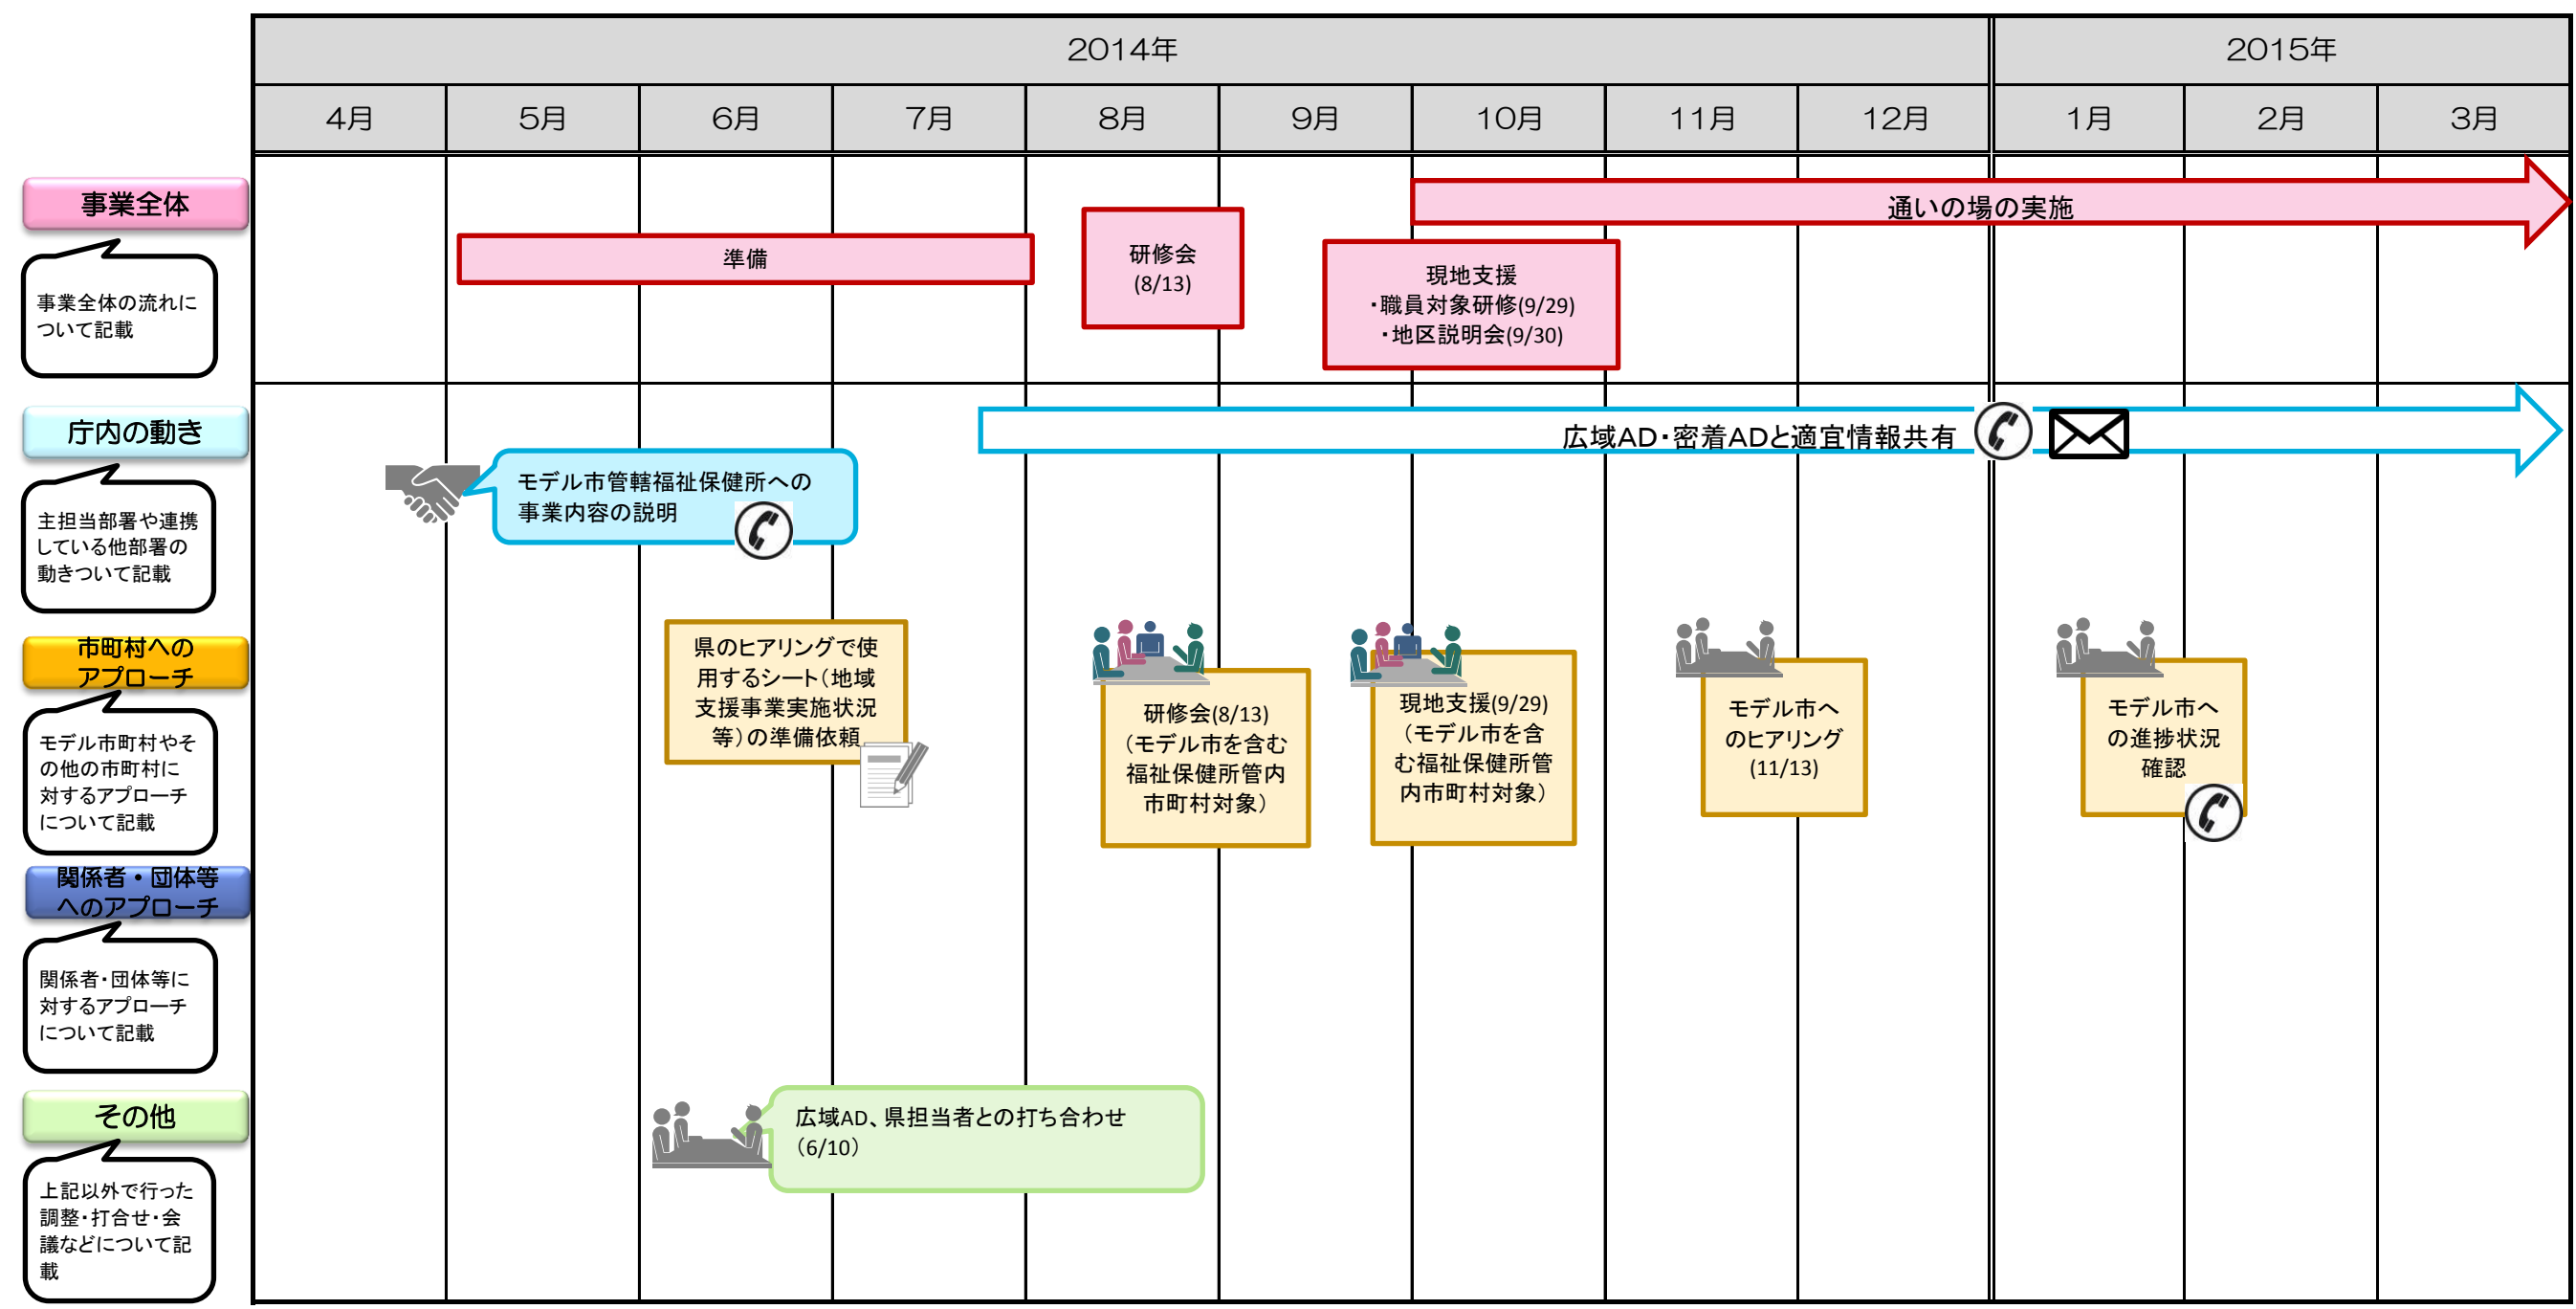 2014年
2015年
4月
5月
6月
7月
8月
9月
10月
11月
12月
1月
2月
3月
事業全体
事業全体の流れに
ついて記載
準備
研修会
(8/13)
通いの場の実施
現地支援
・職員対象研修(9/29)
・地区説明会(9/30)
庁内の動き
主担当部署や連携
している他部署の
動きついて記載
広域AD・密着ADと適宜情報共有
モデル市管轄福祉保健所への
事業内容の説明
市町村への
アプローチ
モデル市町村やそ
の他の市町村に
対するアプローチ
について記載
県のヒアリングで使
用するシート（地域
支援事業実施状況
等）の準備依頼
研修会(8/13)
（モデル市を含む
福祉保健所管内
市町村対象）
現地支援(9/29)
（モデル市を含
む福祉保健所管
内市町村対象）
モデル市へ
のヒアリング
(11/13)
モデル市へ
の進捗状況
確認
関係者・団体等
へのアプローチ
関係者・団体等に
対するアプローチ
について記載
その他
上記以外で行った
調整・打合せ・会
議などについて記
載
広域AD、県担当者との打ち合わせ
（6/10）